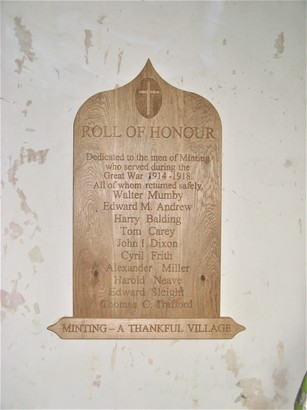 ROLL OF HONOUR
Dedicated to the men of Minting
who served during the
Great War 1914-1918.
All of whom returned safely.
Walter Mumby
Edward M. Andrew
Harry Balding
Tom Carey
John I Dixon
Cyril Frith
Alexander Miller
Harold Neave
Edward Sleight
Thomas C. Trafford
MINTING – A THANKFUL VILLAGE